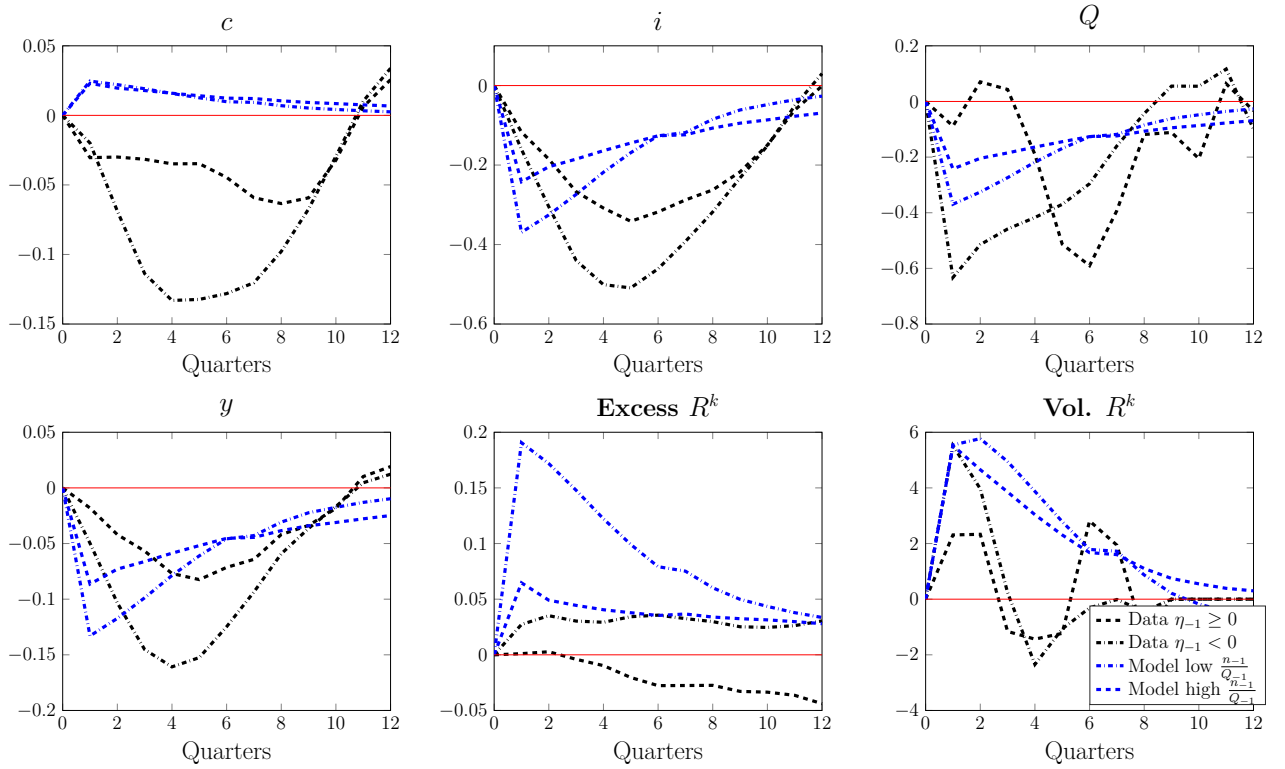 c
0.05
0
−0.05
−0.1
−0.15
0 2 4 6 8 10 12
Quarters
i
0
−0.2
−0.4
−0.6
0 2 4 6 8 10 12
Quarters
Q
0.2
0
−0.2
−0.4
−0.6
−0.8
0 2 4 6 8 10 12
Quarters
y
0.05
0
−0.05
−0.1
−0.15
−0.2
0 2 4 6 8 10 12
Quarters
Excess R^k
0.2
0.15
0.1
0.05
0
−0.05
0 2 4 6 8 10 12
Quarters
Vol. R^k
6
4
2
0
−2
−4
0 2 4 6 8 10 12
Quarters
Data η_{−1} ≥ 0
Data η_{−1} < 0
Model low n_{−1}/Q_{−1}
Model high n_{−1}/Q_{−1}